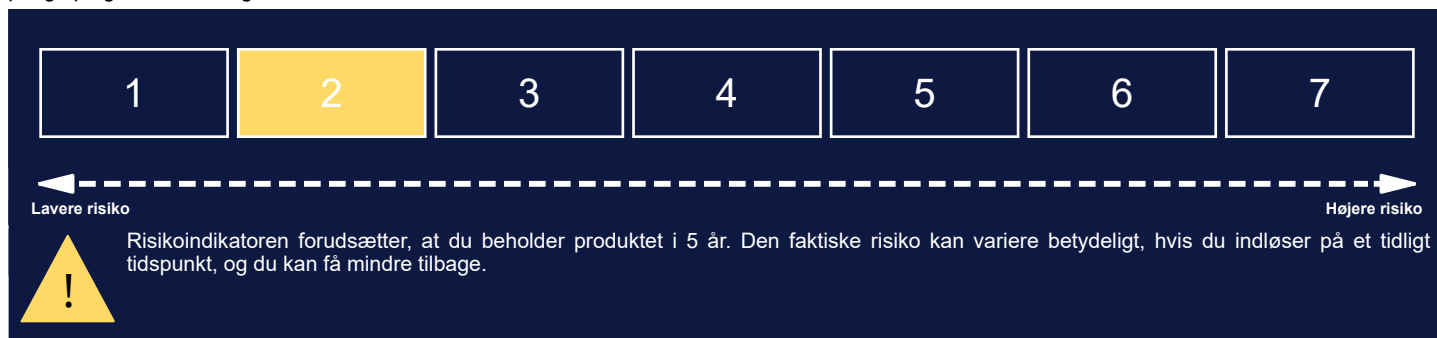 1 2 3 4 5 6 7
Lavere risiko Højere risiko
Risikoindikatoren forudsætter, at du beholder produktet i 5 år. Den faktiske risiko kan variere betydeligt, hvis du indløser på et tidligt
tidspunkt, og du kan få mindre tilbage.
!